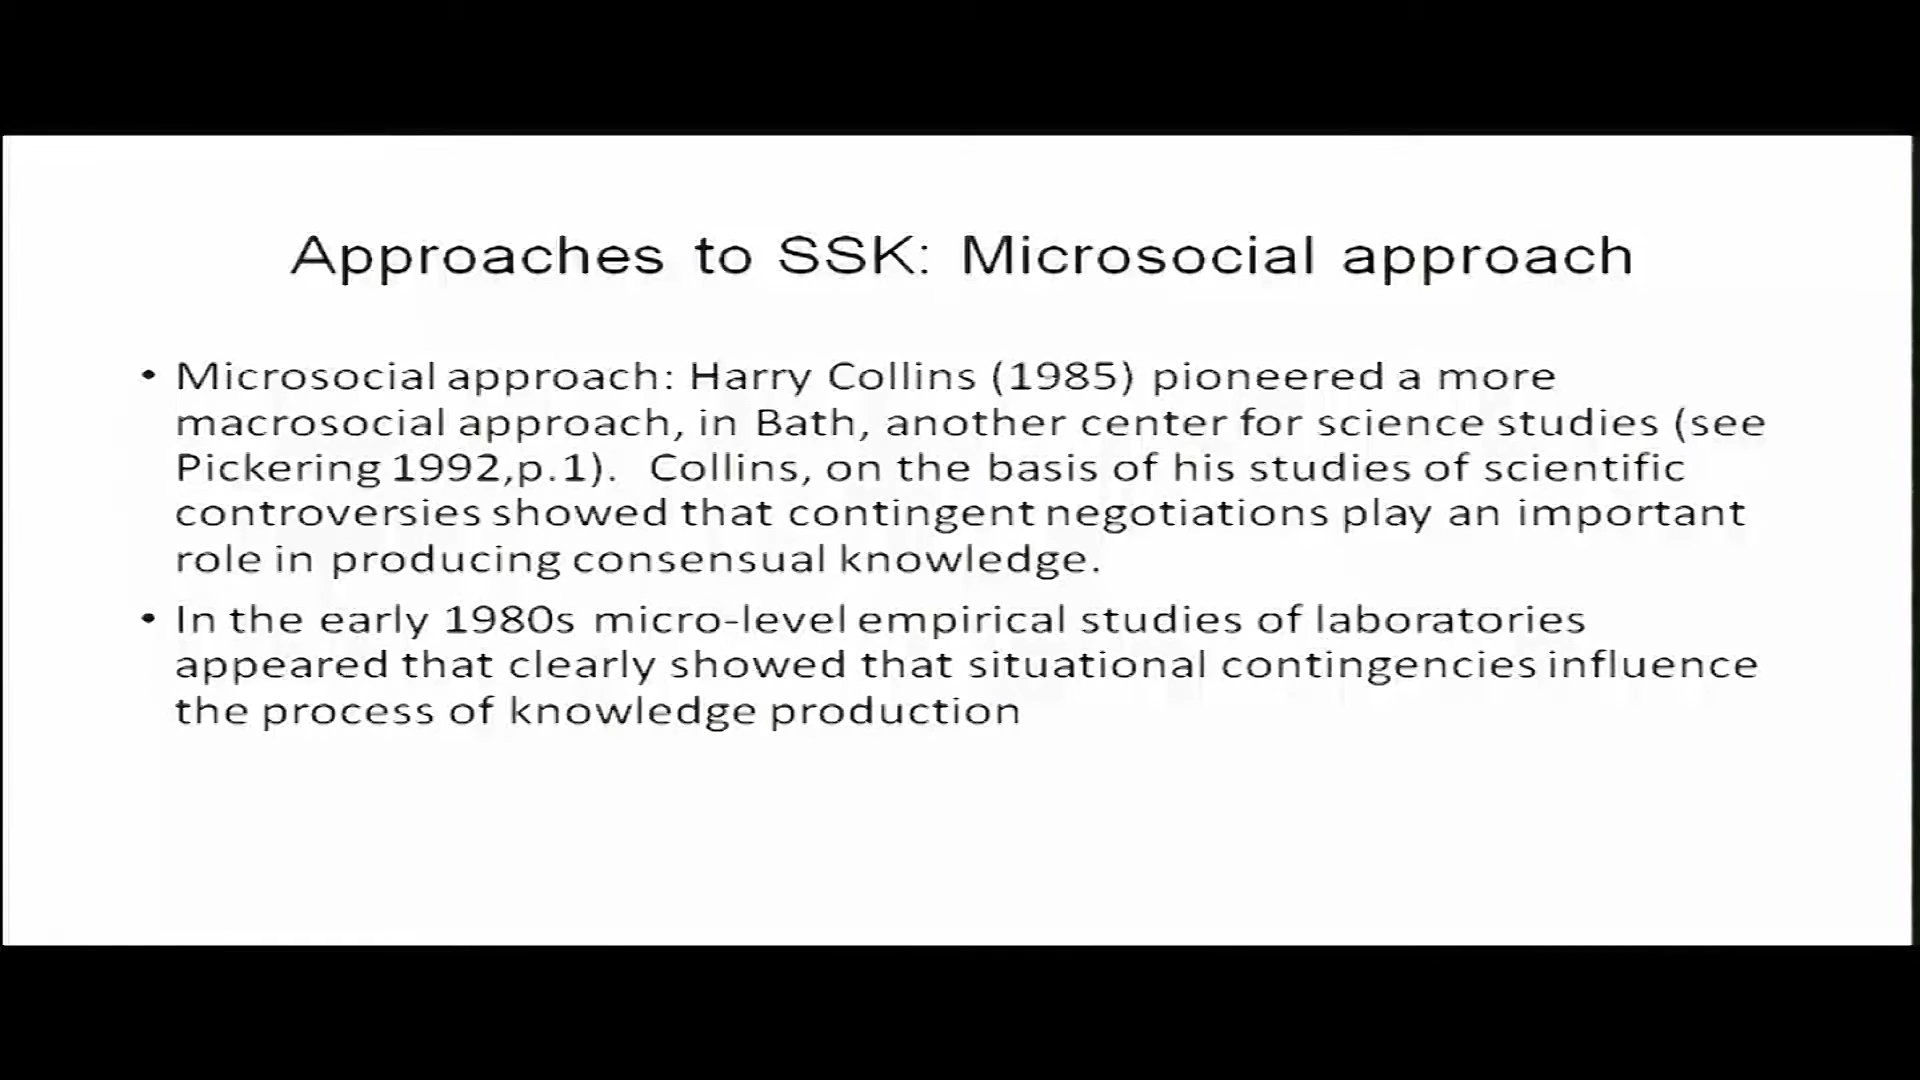 Approaches to SSK: Microsocial approach
• Microsocial approach: Harry Collins (1985) pioneered a more
macrosocial approach, in Bath, another center for science studies (see
Pickering 1992,p.1).  Collins, on the basis of his studies of scientific
controversies showed that contingent negotiations play an important
role in producing consensual knowledge.
• In the early 1980s micro-level empirical studies of laboratories
appeared that clearly showed that situational contingencies influence
the process of knowledge production